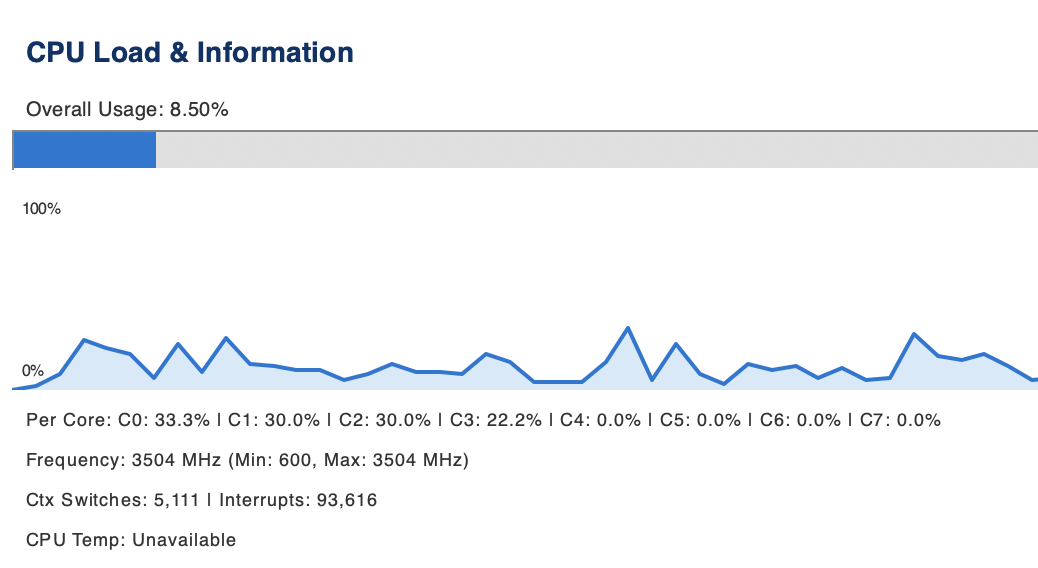 CPU Load & Information
Overall Usage: 8.50%
100%
0%
Per Core: C0: 33.3% | C1: 30.0% | C2: 30.0% | C3: 22.2% | C4: 0.0% | C5: 0.0% | C6: 0.0% | C7: 0.0%
Frequency: 3504 MHz (Min: 600, Max: 3504 MHz)
Ctx Switches: 5,111 | Interrupts: 93,616
CPU Temp: Unavailable